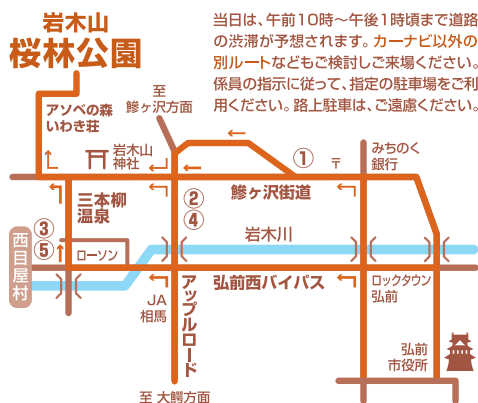 岩木山
桜林公園
当日は、午前10時～午後1時頃まで道路
の渋滞が予想されます。カーナビ以外の
別ルートなどもご検討しご来場ください。
係員の指示に従って、指定の駐車場をご利
用ください。路上駐車は、ご遠慮ください。
至
鰺ヶ沢方面
アソベの森
いわき荘
岩木山
神社
①
〒
みちのく
銀行
三本柳
温泉
②
④
鰺ヶ沢街道
③
⑤
岩木川
西目屋村
ローソン
JA
相馬
アップルロード
弘前西バイパス
ロックタウン
弘前
弘前
市役所
至 大鰐方面